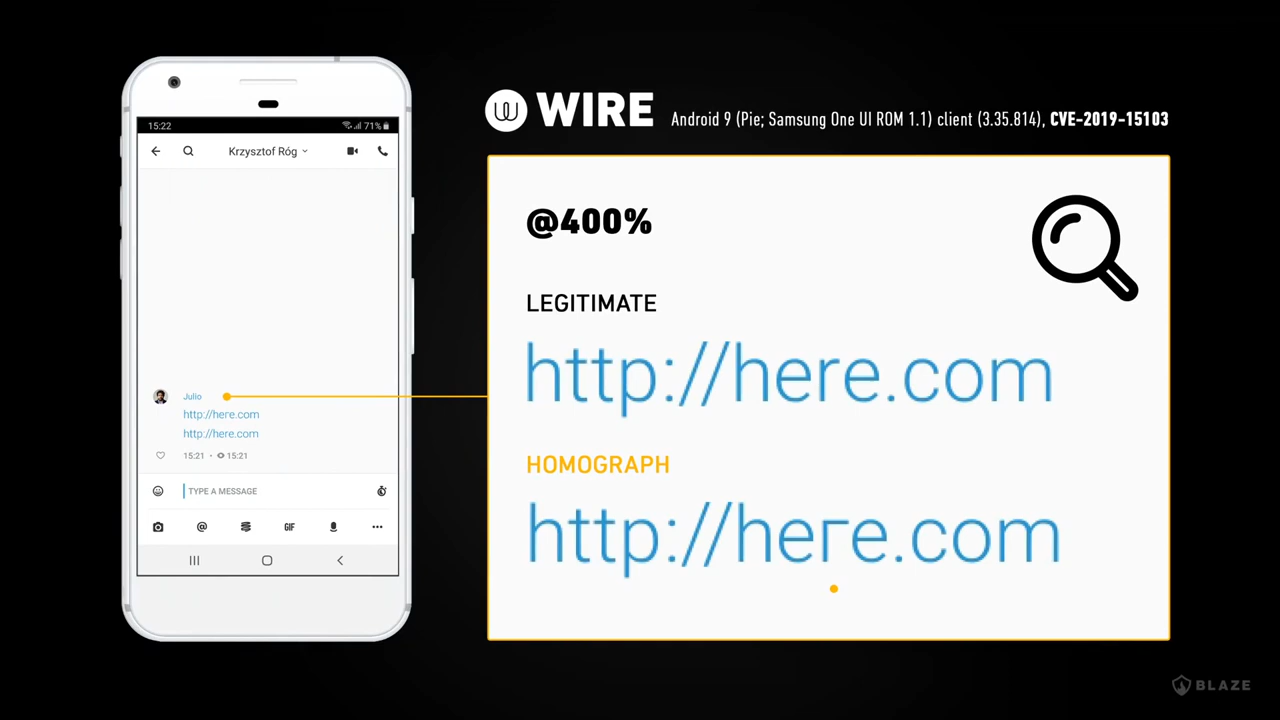 15:22
71%
Krzysztof Róg
Julio
http://here.com
http://heге.com
15:21 · 15:21
TYPE A MESSAGE
@
GIF
WIRE Android 9 (Pie; Samsung One UI ROM 1.1) client (3.35.814), CVE-2019-15103
@400%
LEGITIMATE
http://here.com
HOMOGRAPH
http://heге.com
BLAZE